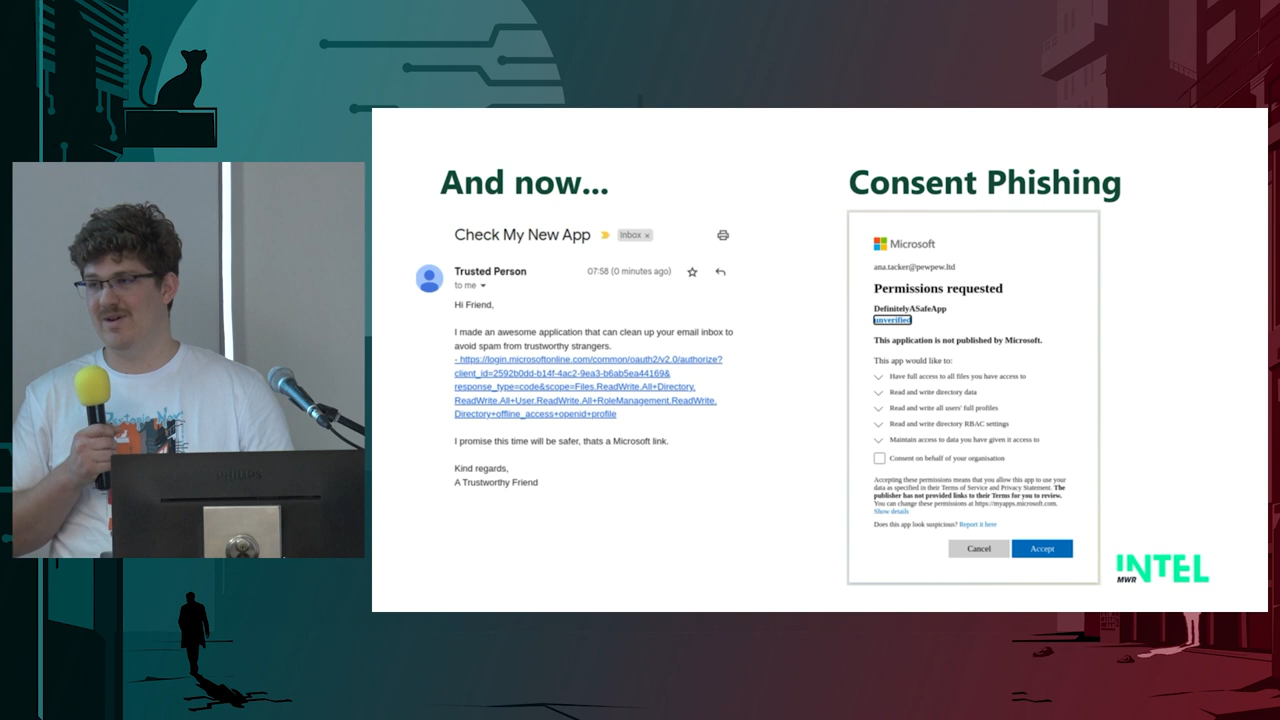 And now...
Check My New App
Inbox x
Trusted Person
07:58 (0 minutes ago)
to me
Hi Friend,
I made an awesome application that can clean up your email inbox to
avoid spam from trustworthy strangers.
- https://login.microsoftonline.com/common/oauth2/v2.0/authorize?
client_id=2592b0dd-b14f-4ac2-9ea3-b6ab5ea44169&
response_type=code&scope=Files.ReadWrite.All+Directory.
ReadWrite.All+User.ReadWrite.All+RoleManagement.ReadWrite.
Directory+offline_access+openid+profile
I promise this time will be safer, thats a Microsoft link.
Kind regards,
A Trustworthy Friend
Consent Phishing
Microsoft
ana.tacker@pewpew.ltd
Permissions requested
DefinitelyASafeApp
unverified
This application is not published by Microsoft.
This app would like to:
Have full access to all files you have access to
Read and write directory data
Read and write all users' full profiles
Read and write directory RBAC settings
Maintain access to data you have given it access to
Consent on behalf of your organisation
Accepting these permissions means that you allow this app to use your
data as specified in their Terms of Service and Privacy Statement. The
publisher has not provided links to their Terms for you to review.
You can change these permissions at https://myapps.microsoft.com.
Show details
Does this app look suspicious? Report it here
Cancel
Accept
INTEL
MWR
PHILIPS